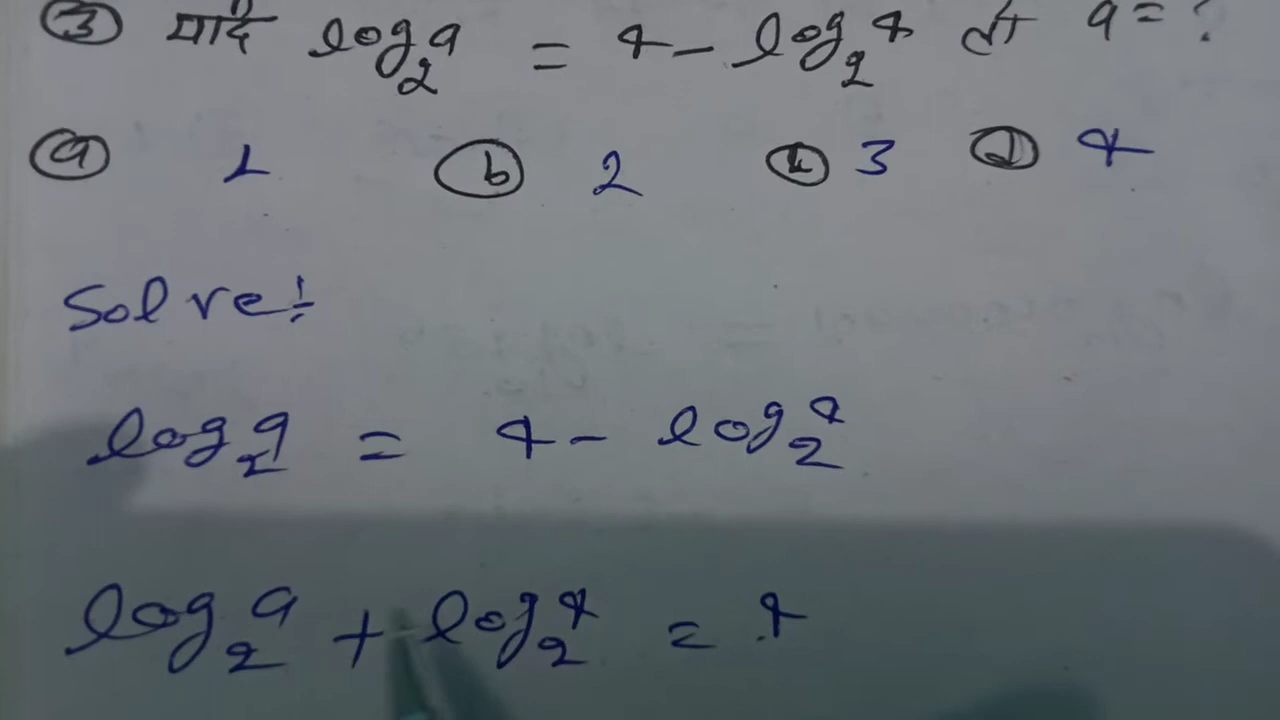 ③ यदि log₂a = 4 - log₂4 तो a = ?
ⓐ 1 ⓑ 2 ⓒ 3 ⓓ 4
Solve:
log₂a = 4 - log₂4
log₂a + log₂4 = 4